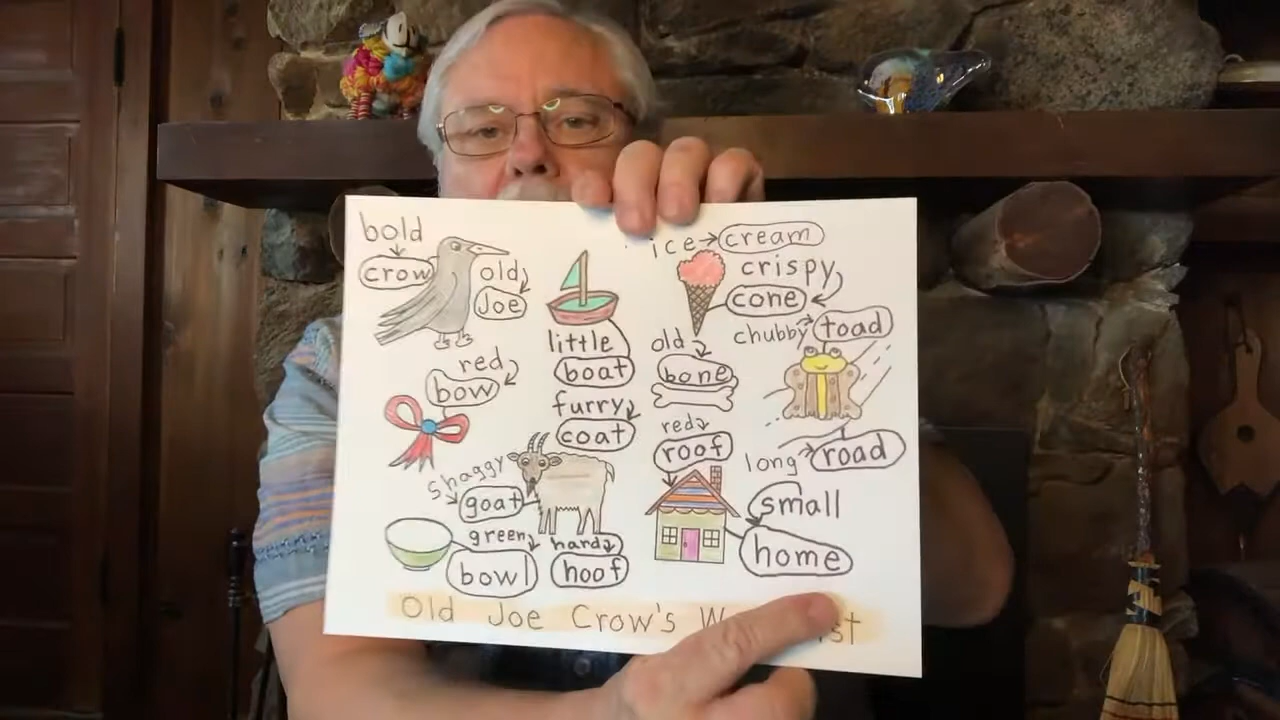 bold
crow
old
Joe
red
bow
shaggy
goat
green
bowl
little
boat
furry
coat
hard
hoof
ice cream
crispy
cone
chubby toad
old
bone
red
roof
long road
small
home
Old Joe Crow's